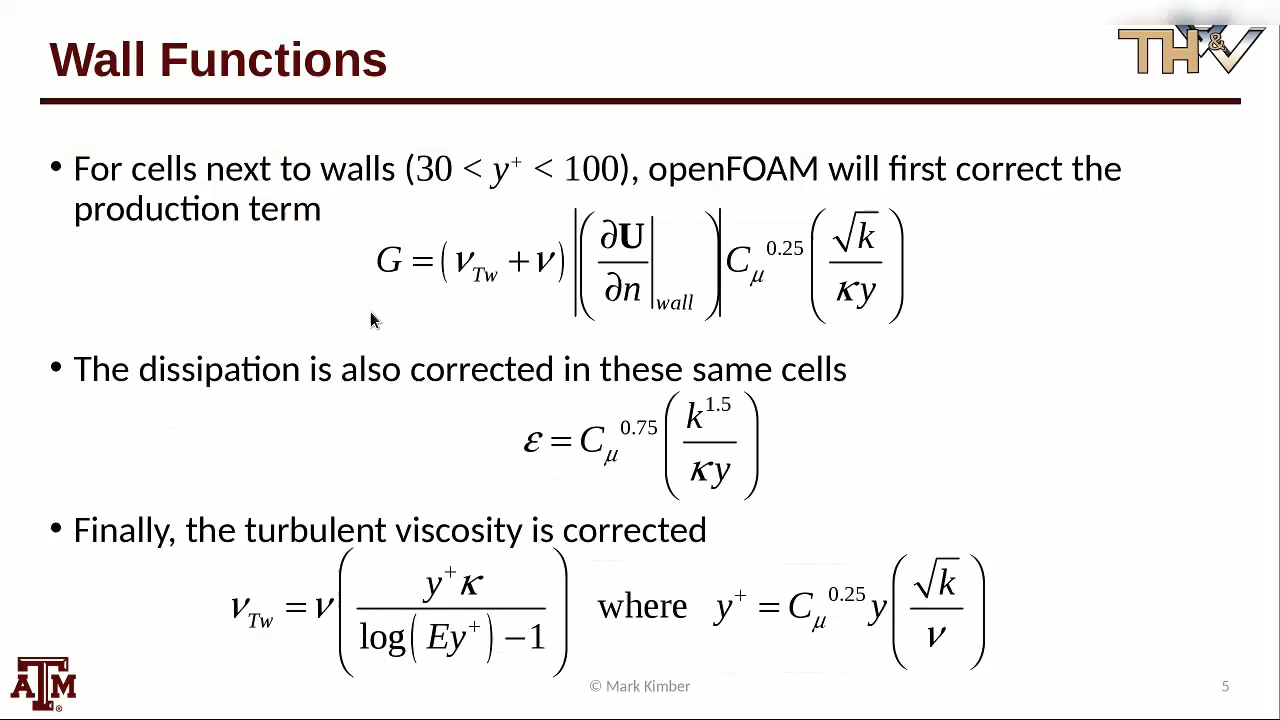 Wall Functions
TH&V
• For cells next to walls (30 < y⁺ < 100), openFOAM will first correct the
production term
G = (ν_Tw + ν) |(∂U/∂n|_wall)| C_μ^0.25 (√k / κy)
• The dissipation is also corrected in these same cells
ε = C_μ^0.75 (k^1.5 / κy)
• Finally, the turbulent viscosity is corrected
ν_Tw = ν (y⁺κ / log(Ey⁺) − 1) where y⁺ = C_μ^0.25 y (√k / ν)
ATM
® © Mark Kimber 5